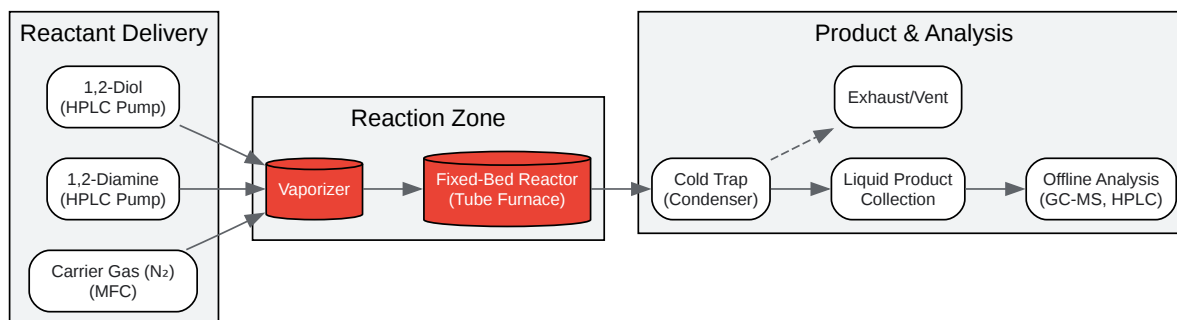 Reactant Delivery
1,2-Diol
(HPLC Pump)
1,2-Diamine
(HPLC Pump)
Carrier Gas (N₂)
(MFC)
Reaction Zone
Vaporizer
Fixed-Bed Reactor
(Tube Furnace)
Product & Analysis
Exhaust/Vent
Cold Trap
(Condenser)
Liquid Product
Collection
Offline Analysis
(GC-MS, HPLC)